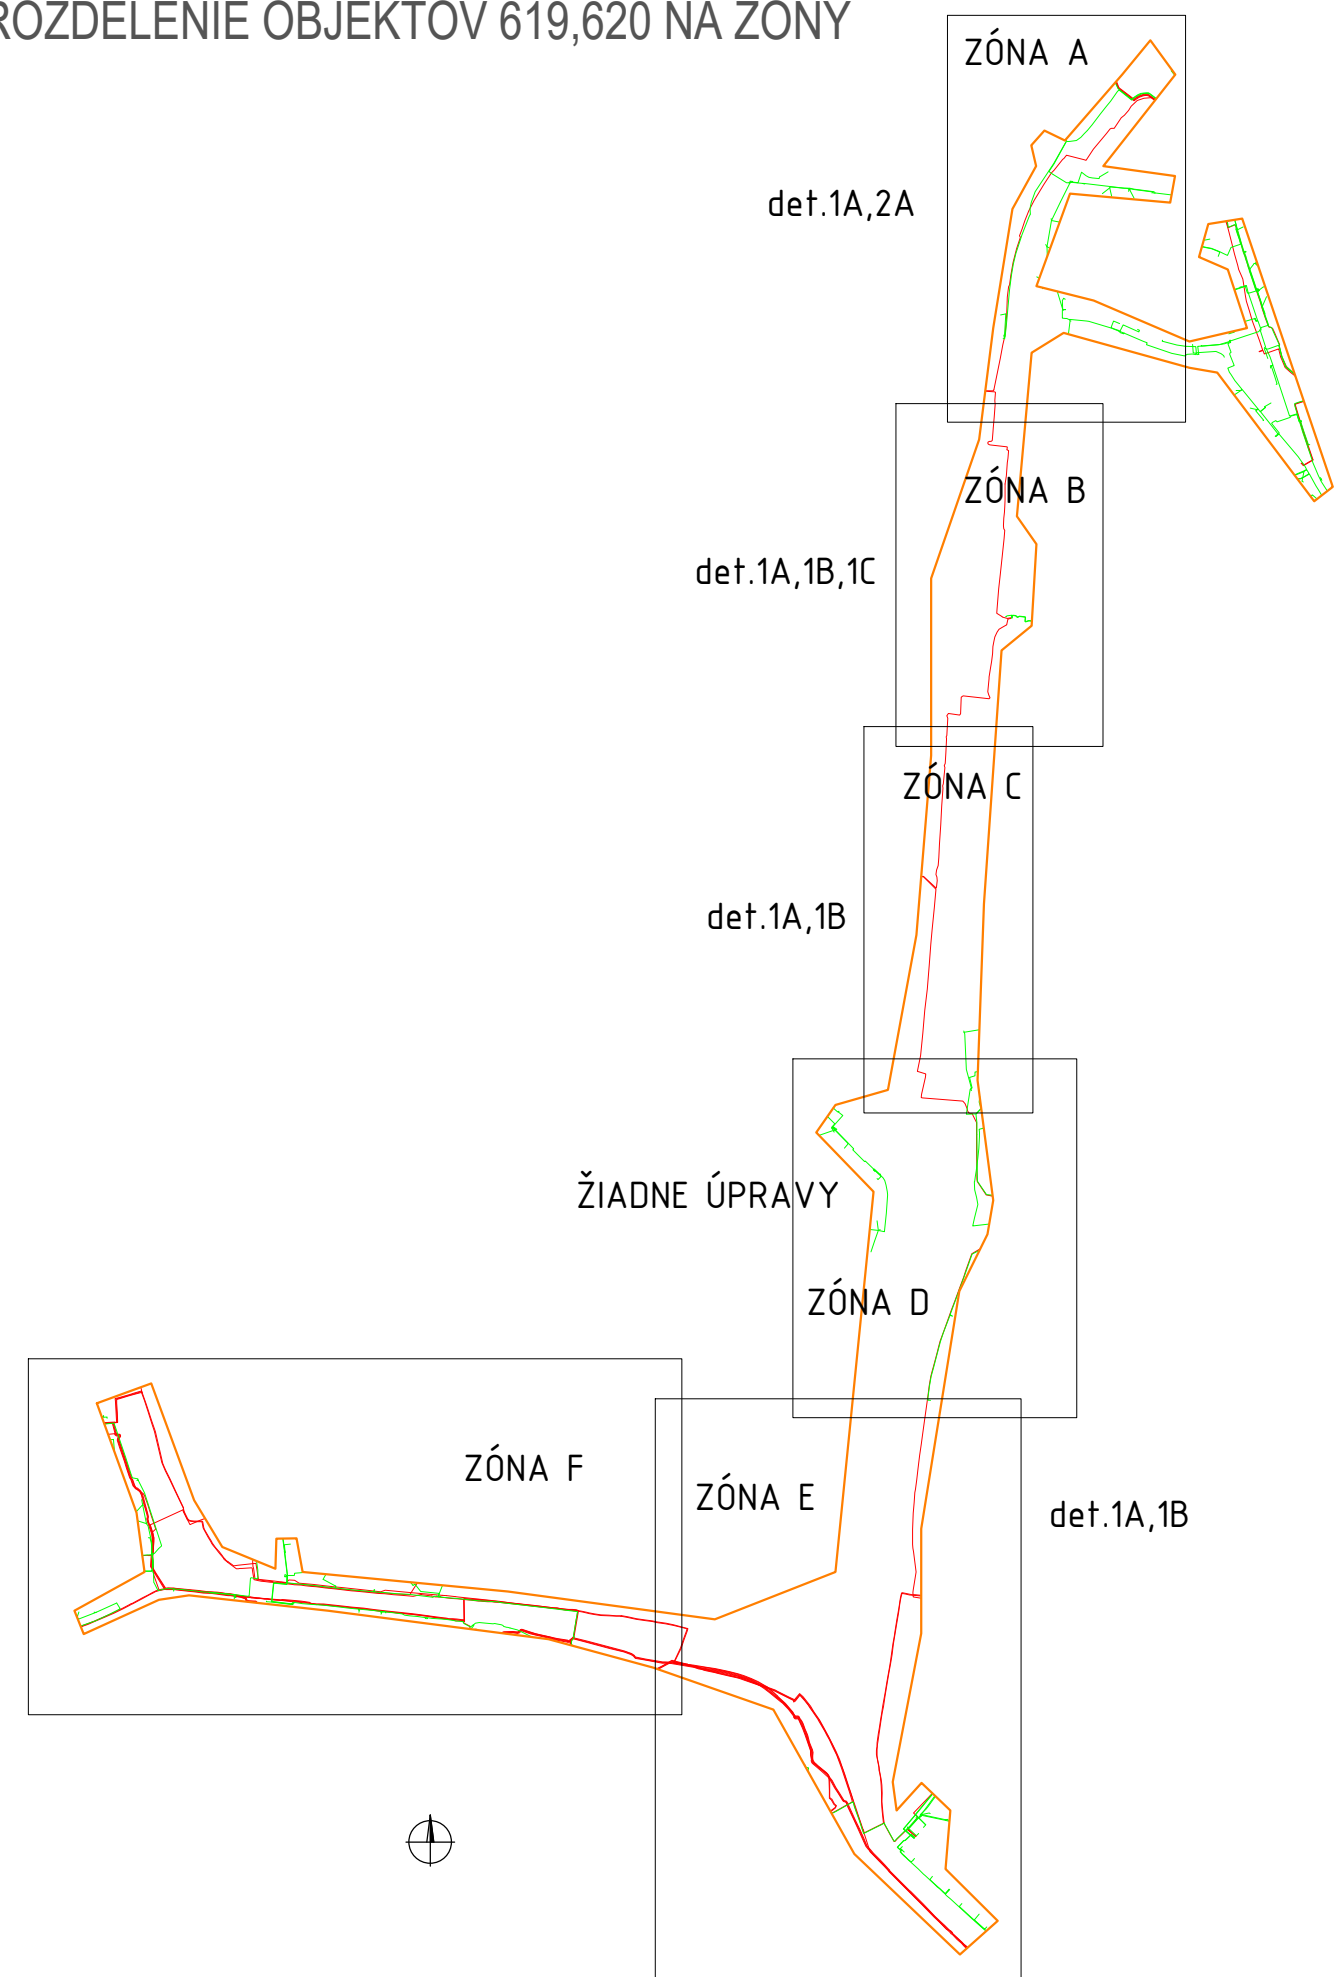 ROZDELENIE OBJEKTOV 619,620 NA ZÓNY
ZÓNA A
det.1A,2A
ZÓNA B
det.1A,1B,1C
ZÓNA C
det.1A,1B
ŽIADNE ÚPRAVY
ZÓNA D
ZÓNA F
ZÓNA E
det.1A,1B